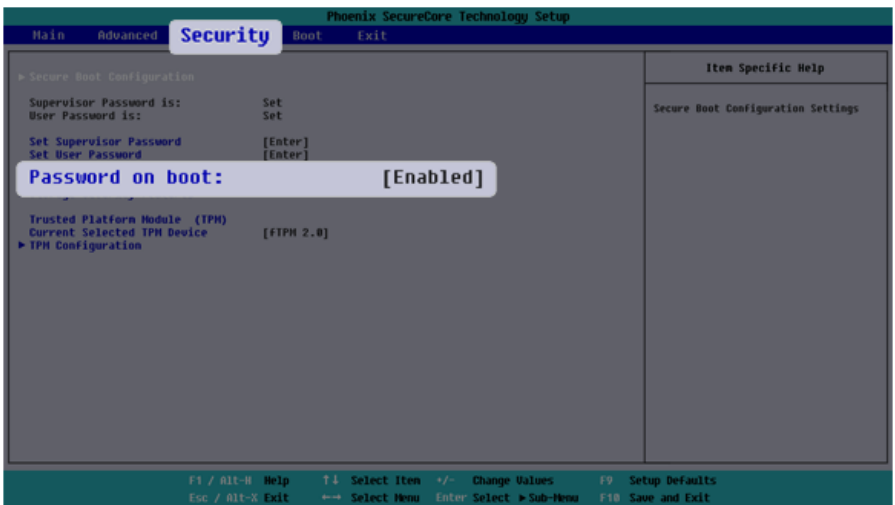 Phoenix SecureCore Technology Setup
Main Advanced Security Boot Exit
Item Specific Help
▶ Secure Boot Configuration
Supervisor Password is: Set
User Password is: Set
Secure Boot Configuration Settings
Set Supervisor Password [Enter]
Set User Password [Enter]
Password on boot: [Enabled]
Trusted Platform Module (TPM)
Current Selected TPM Device [fTPM 2.0]
▶ TPM Configuration
F1 / Alt-H Help ↑↓ Select Item +/- Change Values F9 Setup Defaults
Esc / Alt-X Exit ←→ Select Menu Enter Select ▶ Sub-Menu F10 Save and Exit